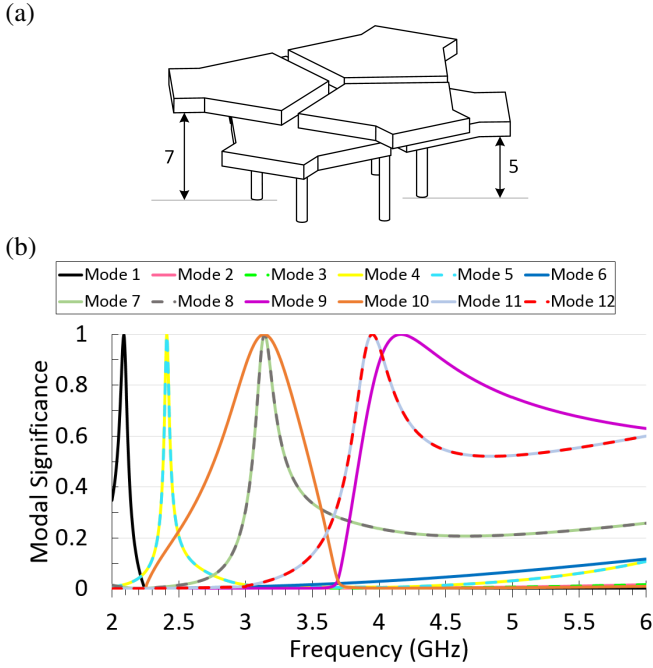 (a)
7
5
(b)
Mode 1 Mode 2 Mode 3 Mode 4 Mode 5 Mode 6
Mode 7 Mode 8 Mode 9 Mode 10 Mode 11 Mode 12
1
0.8
0.6
0.4
0.2
0
Modal Significance
2 2.5 3 3.5 4 4.5 5 5.5 6
Frequency (GHz)